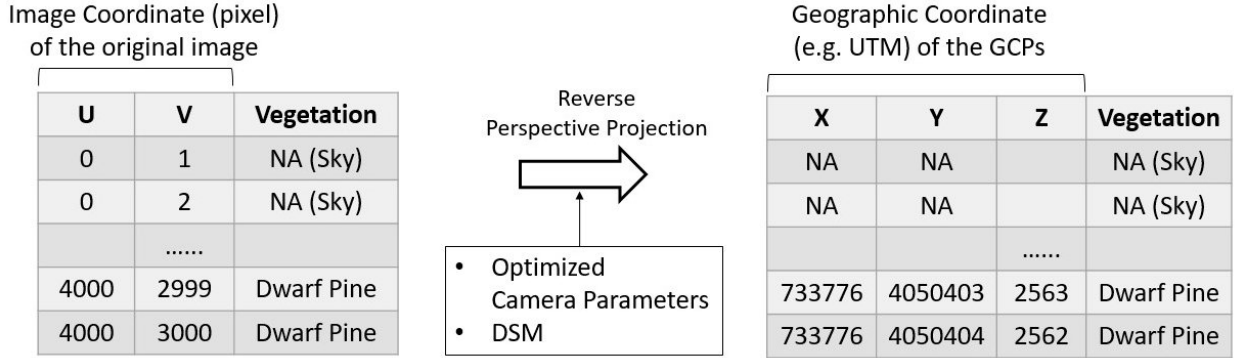 Image Coordinate (pixel)
of the original image
U V Vegetation
0 1 NA (Sky)
0 2 NA (Sky)
......
4000 2999 Dwarf Pine
4000 3000 Dwarf Pine
Reverse
Perspective Projection
• Optimized
Camera Parameters
• DSM
Geographic Coordinate
(e.g. UTM) of the GCPs
X Y Z Vegetation
NA NA NA (Sky)
NA NA NA (Sky)
......
733776 4050403 2563 Dwarf Pine
733776 4050404 2562 Dwarf Pine